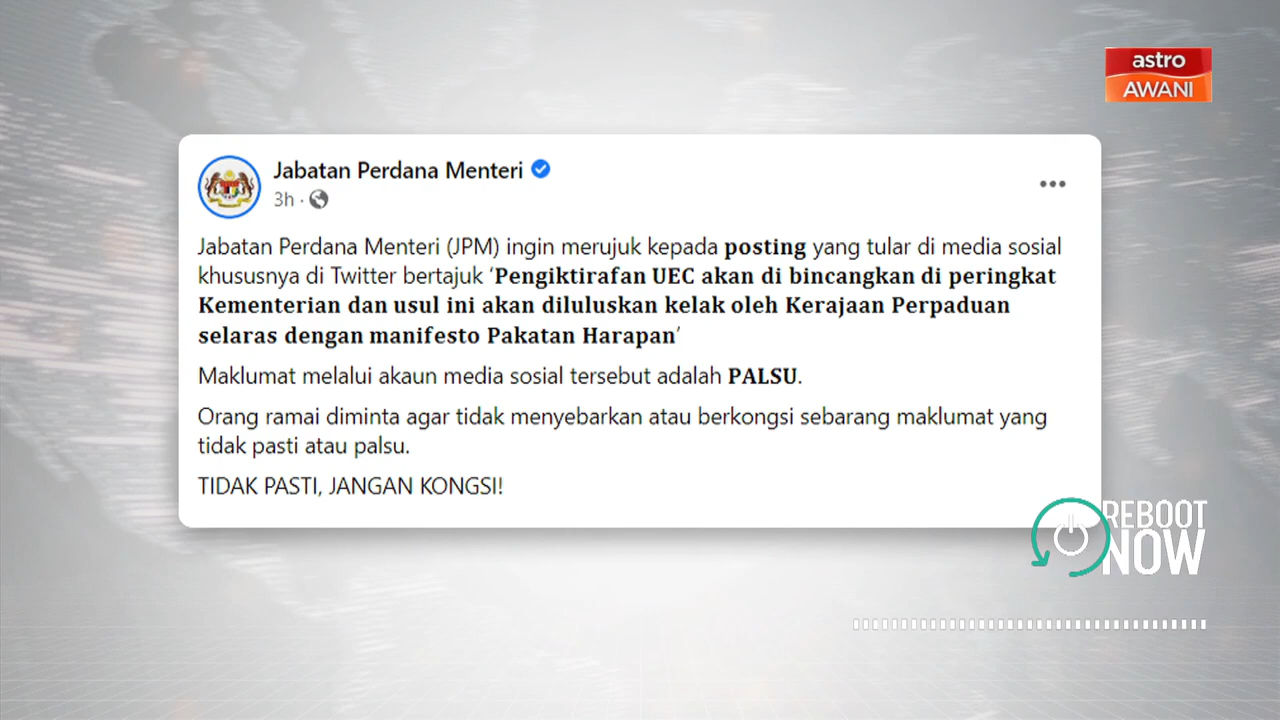 astro
AWANI
Jabatan Perdana Menteri
3h ·
Jabatan Perdana Menteri (JPM) ingin merujuk kepada posting yang tular di media sosial
khususnya di Twitter bertajuk ‘Pengiktirafan UEC akan di bincangkan di peringkat
Kementerian dan usul ini akan diluluskan kelak oleh Kerajaan Perpaduan
selaras dengan manifesto Pakatan Harapan’
Maklumat melalui akaun media sosial tersebut adalah PALSU.
Orang ramai diminta agar tidak menyebarkan atau berkongsi sebarang maklumat yang
tidak pasti atau palsu.
TIDAK PASTI, JANGAN KONGSI!
REBOOT
NOW